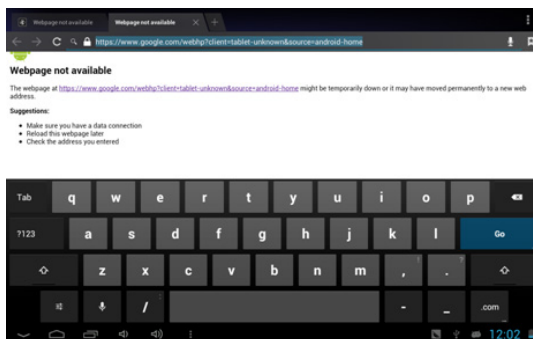 Webpage not available
Webpage not available
https://www.google.com/webhp?client=tablet-unknown&source=android-home
Webpage not available
The webpage at https://www.google.com/webhp?client=tablet-unknown&source=android-home might be temporarily down or it may have moved permanently to a new web
address.
Suggestions:
Make sure you have a data connection
Reload this webpage later
Check the address you entered
Tab q w e r t y u i o p
?123 a s d f g h j k l Go
z x c v b n m , ! . ?
/ - _ .com
12:02